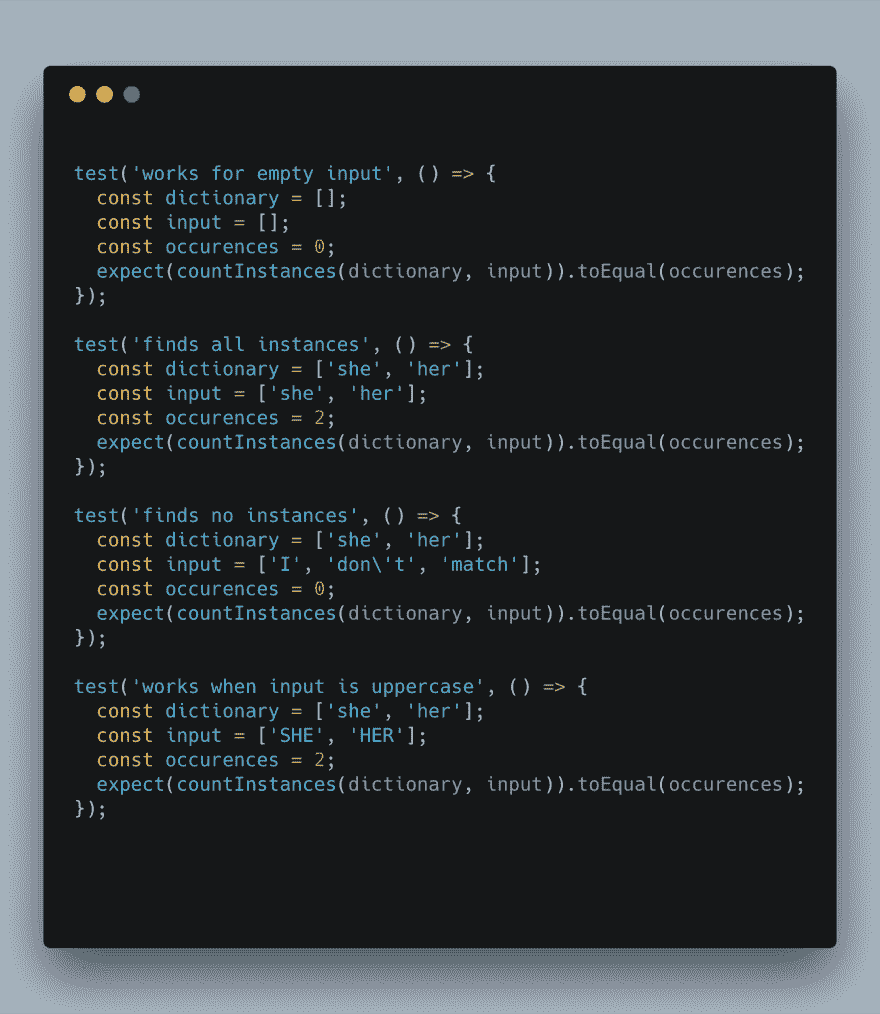 test('works for empty input', () => {
  const dictionary = [];
  const input = [];
  const occurences = 0;
  expect(countInstances(dictionary, input)).toEqual(occurences);
});

test('finds all instances', () => {
  const dictionary = ['she', 'her'];
  const input = ['she', 'her'];
  const occurences = 2;
  expect(countInstances(dictionary, input)).toEqual(occurences);
});

test('finds no instances', () => {
  const dictionary = ['she', 'her'];
  const input = ['I', 'don\'t', 'match'];
  const occurences = 0;
  expect(countInstances(dictionary, input)).toEqual(occurences);
});

test('works when input is uppercase', () => {
  const dictionary = ['she', 'her'];
  const input = ['SHE', 'HER'];
  const occurences = 2;
  expect(countInstances(dictionary, input)).toEqual(occurences);
});